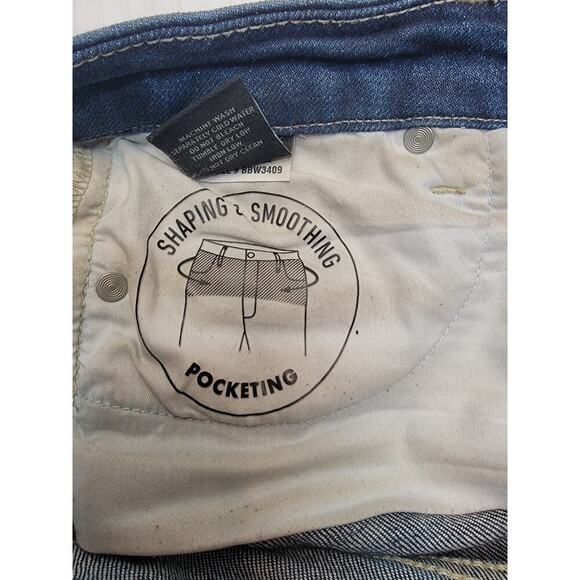 MACHINE WASH
SEPARATELY COLD WATER
DO NOT BLEACH
TUMBLE DRY LOW
IRON LOW
DRY CLEAN
# BBW3409
SHAPING & SMOOTHING
POCKETING